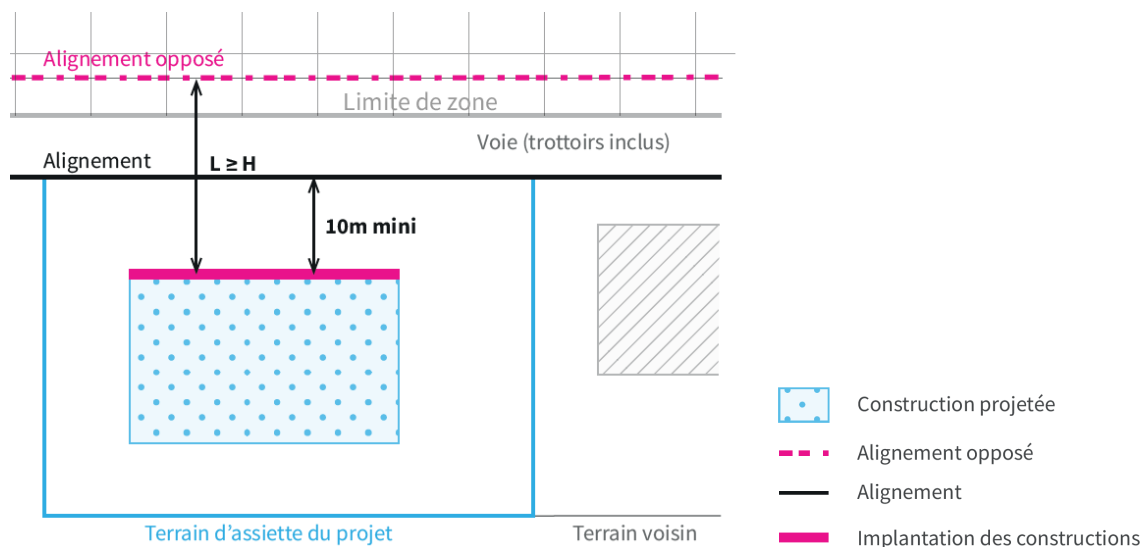 Alignement opposé
Limite de zone
Voie (trottoirs inclus)
Alignement
L ≥ H
10m mini
Terrain d’assiette du projet
Terrain voisin
Construction projetée
Alignement opposé
Alignement
Implantation des constructions